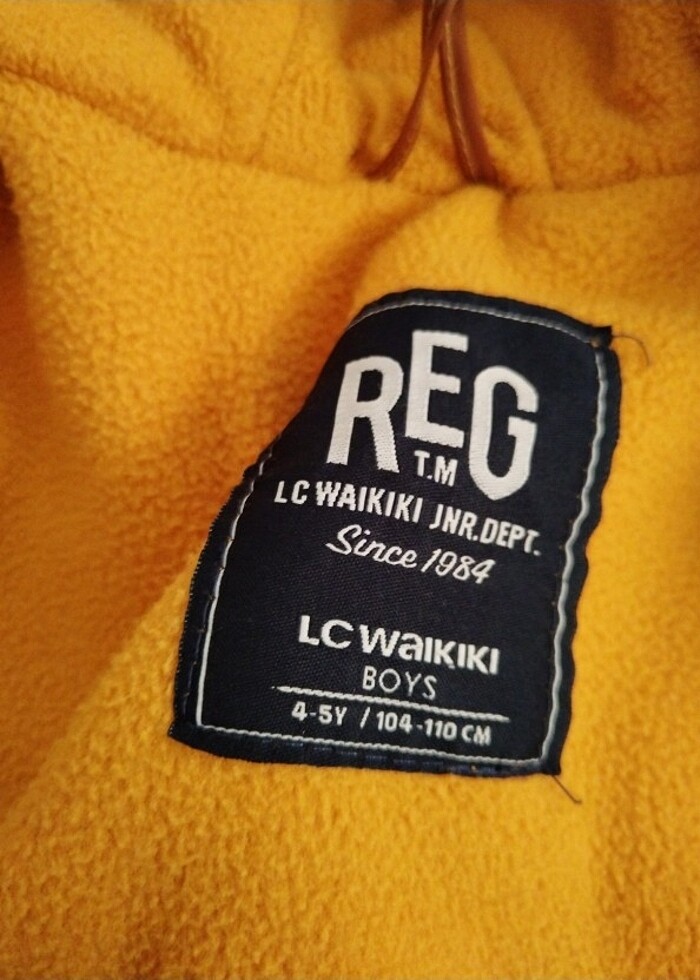 REG
T.M
LC WAIKIKI JNR.DEPT.
Since 1984
LC WAIKIKI
BOYS
4-5Y / 104-110 CM